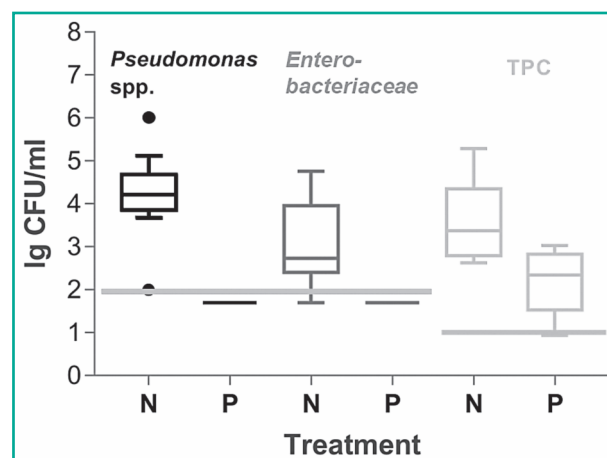 8
7
6
5
4
3
2
1
0
lg CFU/ml
Pseudomonas
spp.
Entero-
bacteriaceae
TPC
N P N P N P
Treatment